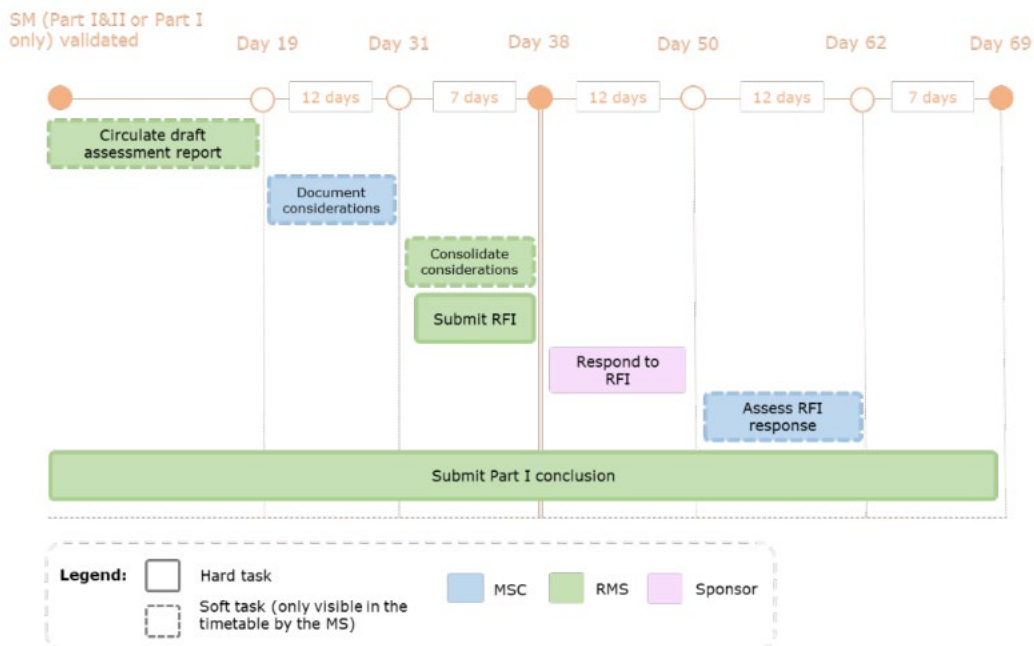 SM (Part I&II or Part I
only) validated
Day 19
Day 31
Day 38
Day 50
Day 62
Day 69
12 days
7 days
12 days
12 days
7 days
Circulate draft
assessment report
Document
considerations
Consolidate
considerations
Submit RFI
Respond to
RFI
Assess RFI
response
Submit Part I conclusion
Legend:
Hard task
MSC
RMS
Sponsor
Soft task (only visible in the
timetable by the MS)